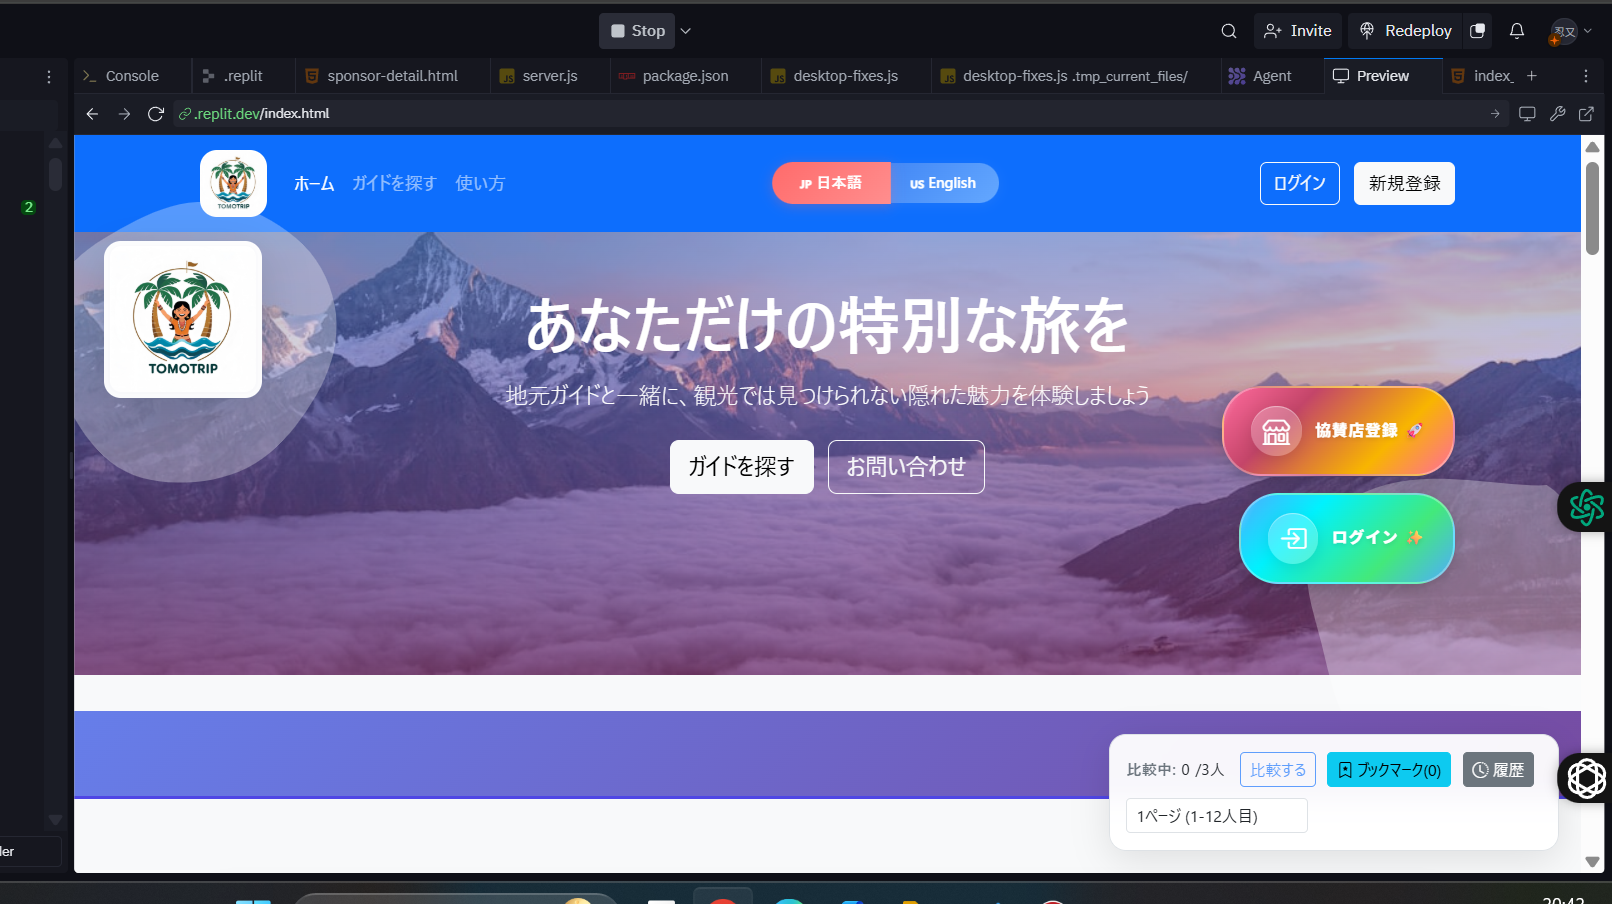 Stop
Invite
Redeploy
忍又
Console
.replit
sponsor-detail.html
server.js
package.json
desktop-fixes.js
desktop-fixes.js .tmp_current_files/
Agent
Preview
index_
.replit.dev/index.html
2
TOMOTRIP
ホーム
ガイドを探す
使い方
JP 日本語
US English
ログイン
新規登録
TOMOTRIP
あなただけの特別な旅を
地元ガイドと一緒に、観光では見つけられない隠れた魅力を体験しましょう
ガイドを探す
お問い合わせ
協賛店登録 🚀
ログイン ✨
比較中: 0 /3人
比較する
ブックマーク(0)
履歴
1ページ (1-12人目)
ler
20:42